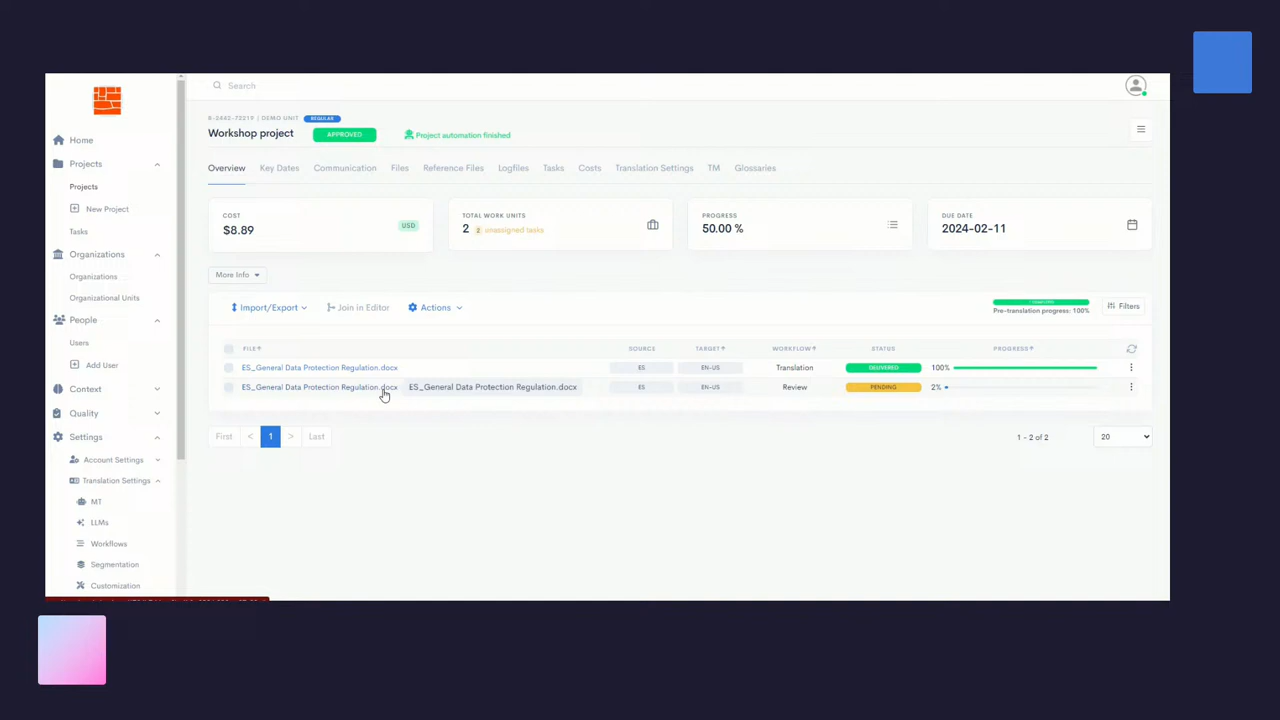 Search
B-2442-72219 | DEMO UNIT REGULAR
Workshop project APPROVED Project automation finished
Overview Key Dates Communication Files Reference Files Logfiles Tasks Costs Translation Settings TM Glossaries
COST
$8.89 USD
TOTAL WORK UNITS
2 2 unassigned tasks
PROGRESS
50.00 %
DUE DATE
2024-02-11
More Info
Import/Export Join in Editor Actions
Pre-translation progress: 100%
Filters
FILE SOURCE TARGET WORKFLOW STATUS PROGRESS
ES_General Data Protection Regulation.docx ES EN-US Translation DELIVERED 100%
ES_General Data Protection Regulation.docx ES_General Data Protection Regulation.docx ES EN-US Review PENDING 2%
First < 1 > Last 1 - 2 of 2 20
Home
Projects
Projects
New Project
Tasks
Organizations
Organizations
Organizational Units
People
Users
Add User
Context
Quality
Settings
Account Settings
Translation Settings
MT
LLMs
Workflows
Segmentation
Customization